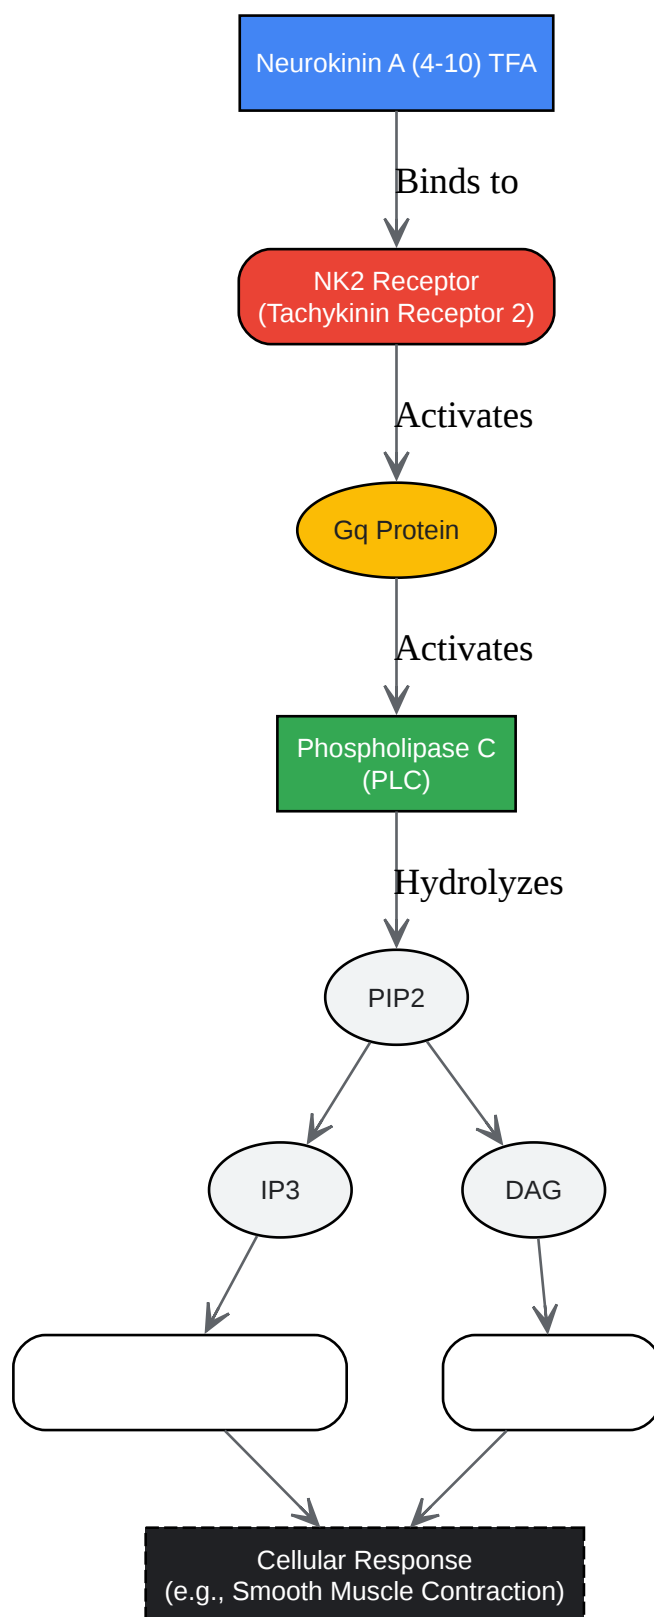 Neurokinin A (4-10) TFA
Binds to
NK2 Receptor
(Tachykinin Receptor 2)
Activates
Gq Protein
Activates
Phospholipase C
(PLC)
Hydrolyzes
PIP2
IP3
DAG
Cellular Response
(e.g., Smooth Muscle Contraction)